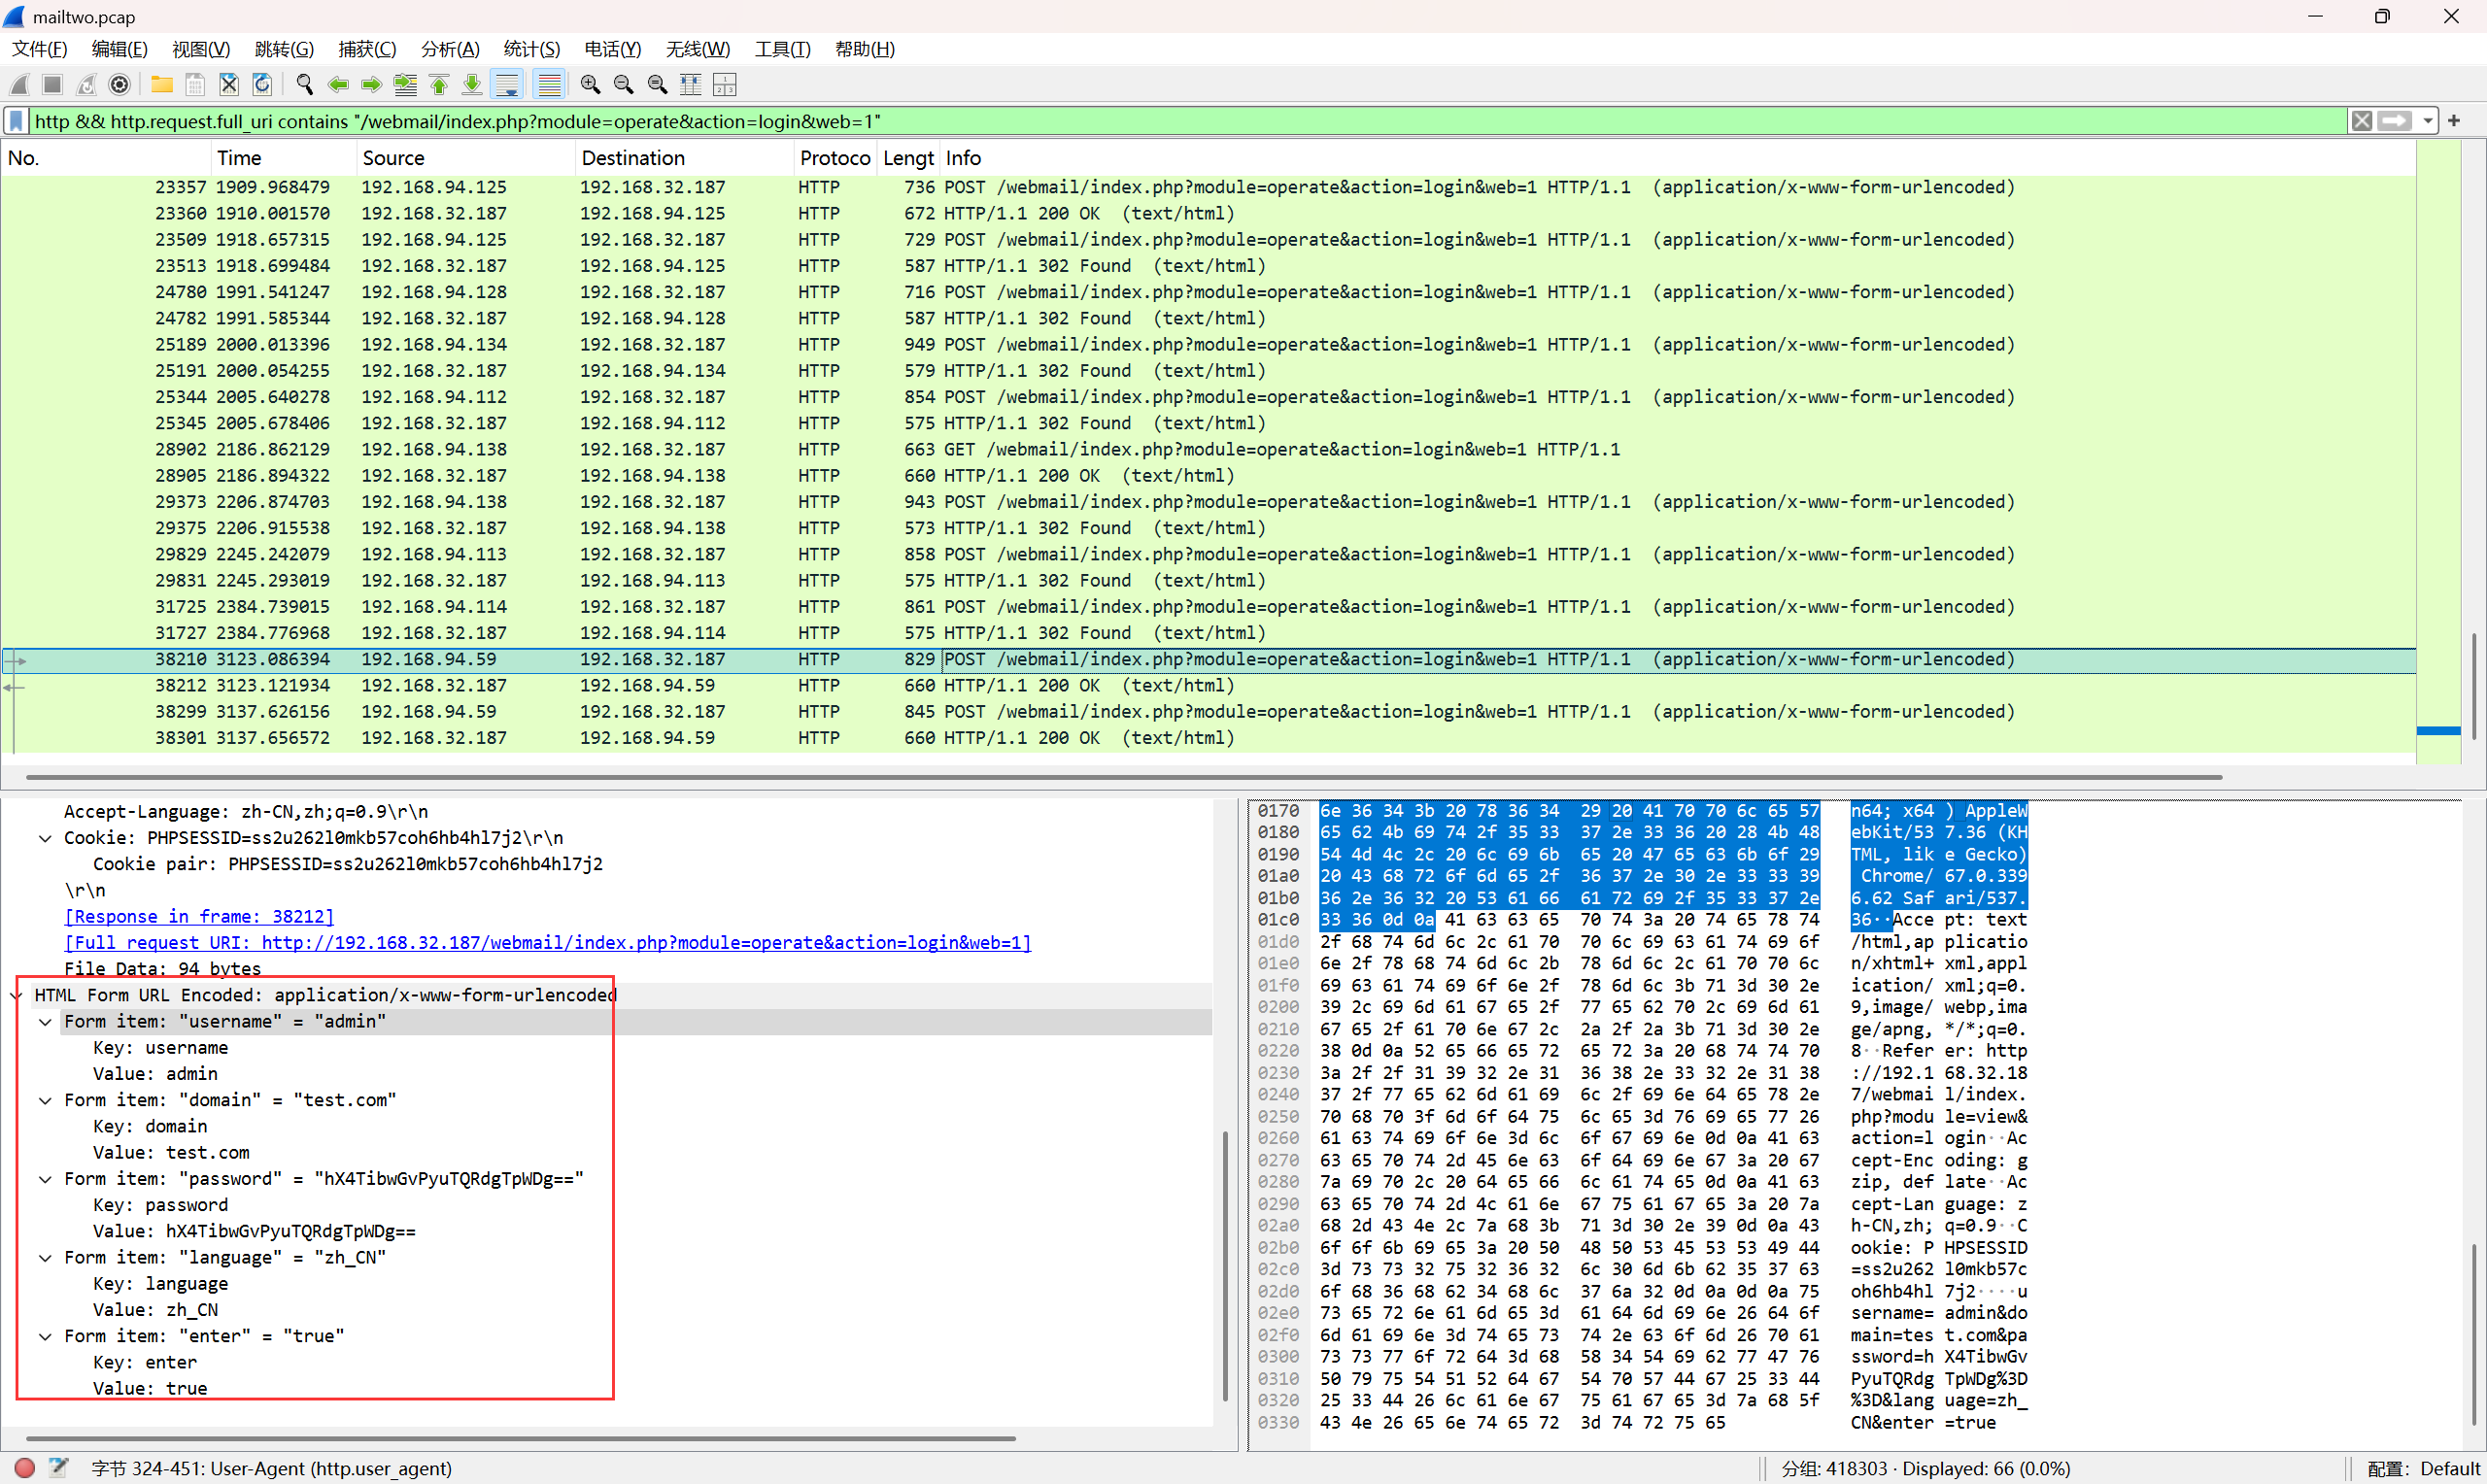 mailtwo.pcap
文件(F) 编辑(E) 视图(V) 跳转(G) 捕获(C) 分析(A) 统计(S) 电话(Y) 无线(W) 工具(T) 帮助(H)
http && http.request.full_uri contains "/webmail/index.php?module=operate&action=login&web=1"
No. Time Source Destination Protoco Lengt Info
23357 1909.968479 192.168.94.125 192.168.32.187 HTTP 736 POST /webmail/index.php?module=operate&action=login&web=1 HTTP/1.1 (application/x-www-form-urlencoded)
23360 1910.001570 192.168.32.187 192.168.94.125 HTTP 672 HTTP/1.1 200 OK (text/html)
23509 1918.657315 192.168.94.125 192.168.32.187 HTTP 729 POST /webmail/index.php?module=operate&action=login&web=1 HTTP/1.1 (application/x-www-form-urlencoded)
23513 1918.699484 192.168.32.187 192.168.94.125 HTTP 587 HTTP/1.1 302 Found (text/html)
24780 1991.541247 192.168.94.128 192.168.32.187 HTTP 716 POST /webmail/index.php?module=operate&action=login&web=1 HTTP/1.1 (application/x-www-form-urlencoded)
24782 1991.585344 192.168.32.187 192.168.94.128 HTTP 587 HTTP/1.1 302 Found (text/html)
25189 2000.013396 192.168.94.134 192.168.32.187 HTTP 949 POST /webmail/index.php?module=operate&action=login&web=1 HTTP/1.1 (application/x-www-form-urlencoded)
25191 2000.054255 192.168.32.187 192.168.94.134 HTTP 579 HTTP/1.1 302 Found (text/html)
25344 2005.640278 192.168.94.112 192.168.32.187 HTTP 854 POST /webmail/index.php?module=operate&action=login&web=1 HTTP/1.1 (application/x-www-form-urlencoded)
25345 2005.678406 192.168.32.187 192.168.94.112 HTTP 575 HTTP/1.1 302 Found (text/html)
28902 2186.862129 192.168.94.138 192.168.32.187 HTTP 663 GET /webmail/index.php?module=operate&action=login&web=1 HTTP/1.1
28905 2186.894322 192.168.32.187 192.168.94.138 HTTP 660 HTTP/1.1 200 OK (text/html)
29373 2206.874703 192.168.94.138 192.168.32.187 HTTP 943 POST /webmail/index.php?module=operate&action=login&web=1 HTTP/1.1 (application/x-www-form-urlencoded)
29375 2206.915538 192.168.32.187 192.168.94.138 HTTP 573 HTTP/1.1 302 Found (text/html)
29829 2245.242079 192.168.94.113 192.168.32.187 HTTP 858 POST /webmail/index.php?module=operate&action=login&web=1 HTTP/1.1 (application/x-www-form-urlencoded)
29831 2245.293019 192.168.32.187 192.168.94.113 HTTP 575 HTTP/1.1 302 Found (text/html)
31725 2384.739015 192.168.94.114 192.168.32.187 HTTP 861 POST /webmail/index.php?module=operate&action=login&web=1 HTTP/1.1 (application/x-www-form-urlencoded)
31727 2384.776968 192.168.32.187 192.168.94.114 HTTP 575 HTTP/1.1 302 Found (text/html)
38210 3123.086394 192.168.94.59 192.168.32.187 HTTP 829 POST /webmail/index.php?module=operate&action=login&web=1 HTTP/1.1 (application/x-www-form-urlencoded)
38212 3123.121934 192.168.32.187 192.168.94.59 HTTP 660 HTTP/1.1 200 OK (text/html)
38299 3137.626156 192.168.94.59 192.168.32.187 HTTP 845 POST /webmail/index.php?module=operate&action=login&web=1 HTTP/1.1 (application/x-www-form-urlencoded)
38301 3137.656572 192.168.32.187 192.168.94.59 HTTP 660 HTTP/1.1 200 OK (text/html)
Accept-Language: zh-CN,zh;q=0.9\r\n
Cookie: PHPSESSID=ss2u262l0mkb57coh6hb4hl7j2\r\n
Cookie pair: PHPSESSID=ss2u262l0mkb57coh6hb4hl7j2
\r\n
[Response in frame: 38212]
[Full request URI: http://192.168.32.187/webmail/index.php?module=operate&action=login&web=1]
File Data: 94 bytes
HTML Form URL Encoded: application/x-www-form-urlencoded
Form item: "username" = "admin"
Key: username
Value: admin
Form item: "domain" = "test.com"
Key: domain
Value: test.com
Form item: "password" = "hX4TibwGvPyuTQRdgTpWDg=="
Key: password
Value: hX4TibwGvPyuTQRdgTpWDg==
Form item: "language" = "zh_CN"
Key: language
Value: zh_CN
Form item: "enter" = "true"
Key: enter
Value: true
0170 6e 36 34 3b 20 78 36 34 29 20 41 70 70 6c 65 57 n64; x64 ) AppleW
0180 65 62 4b 69 74 2f 35 33 37 2e 33 36 20 28 4b 48 ebKit/53 7.36 (KH
0190 54 4d 4c 2c 20 6c 69 6b 65 20 47 65 63 6b 6f 29 TML, lik e Gecko)
01a0 20 43 68 72 6f 6d 65 2f 36 37 2e 30 2e 33 33 39 Chrome/ 67.0.339
01b0 36 2e 36 32 20 53 61 66 61 72 69 2f 35 33 37 2e 6.62 Saf ari/537.
01c0 33 36 0d 0a 41 63 63 65 70 74 3a 20 74 65 78 74 36··Acce pt: text
01d0 2f 68 74 6d 6c 2c 61 70 70 6c 69 63 61 74 69 6f /html,ap plicatio
01e0 6e 2f 78 68 74 6d 6c 2b 78 6d 6c 2c 61 70 70 6c n/xhtml+ xml,appl
01f0 69 63 61 74 69 6f 6e 2f 78 6d 6c 3b 71 3d 30 2e ication/ xml;q=0.
0200 39 2c 69 6d 61 67 65 2f 77 65 62 70 2c 69 6d 61 9,image/ webp,ima
0210 67 65 2f 61 70 6e 67 2c 2a 2f 2a 3b 71 3d 30 2e ge/apng, */*;q=0.
0220 38 0d 0a 52 65 66 65 72 65 72 3a 20 68 74 74 70 8··Refer er: http
0230 3a 2f 2f 31 39 32 2e 31 36 38 2e 33 32 2e 31 38 ://192.1 68.32.18
0240 37 2f 77 65 62 6d 61 69 6c 2f 69 6e 64 65 78 2e 7/webmai l/index.
0250 70 68 70 3f 6d 6f 64 75 6c 65 3d 76 69 65 77 26 php?modu le=view&
0260 61 63 74 69 6f 6e 3d 6c 6f 67 69 6e 0d 0a 41 63 action=l ogin··Ac
0270 63 65 70 74 2d 45 6e 63 6f 64 69 6e 67 3a 20 67 cept-Enc oding: g
0280 7a 69 70 2c 20 64 65 66 6c 61 74 65 0d 0a 41 63 zip, def late··Ac
0290 63 65 70 74 2d 4c 61 6e 67 75 61 67 65 3a 20 7a cept-Lan guage: z
02a0 68 2d 43 4e 2c 7a 68 3b 71 3d 30 2e 39 0d 0a 43 h-CN,zh; q=0.9··C
02b0 6f 6f 6b 69 65 3a 20 50 48 50 53 45 53 53 49 44 ookie: P HPSESSID
02c0 3d 73 73 32 75 32 36 32 6c 30 6d 6b 62 35 37 63 =ss2u262 l0mkb57c
02d0 6f 68 36 68 62 34 68 6c 37 6a 32 0d 0a 0d 0a 75 oh6hb4hl 7j2····u
02e0 73 65 72 6e 61 6d 65 3d 61 64 6d 69 6e 26 64 6f sername= admin&do
02f0 6d 61 69 6e 3d 74 65 73 74 2e 63 6f 6d 26 70 61 main=tes t.com&pa
0300 73 73 77 6f 72 64 3d 68 58 34 54 69 62 77 47 76 ssword=h X4TibwGv
0310 50 79 75 54 51 52 64 67 54 70 57 44 67 25 33 44 PyuTQRdg TpWDg%3D
0320 25 33 44 26 6c 61 6e 67 75 61 67 65 3d 7a 68 5f %3D&lang uage=zh_
0330 43 4e 26 65 6e 74 65 72 3d 74 72 75 65 CN&enter =true
字节 324-451: User-Agent (http.user_agent) 分组: 418303 · Displayed: 66 (0.0%) 配置: Default